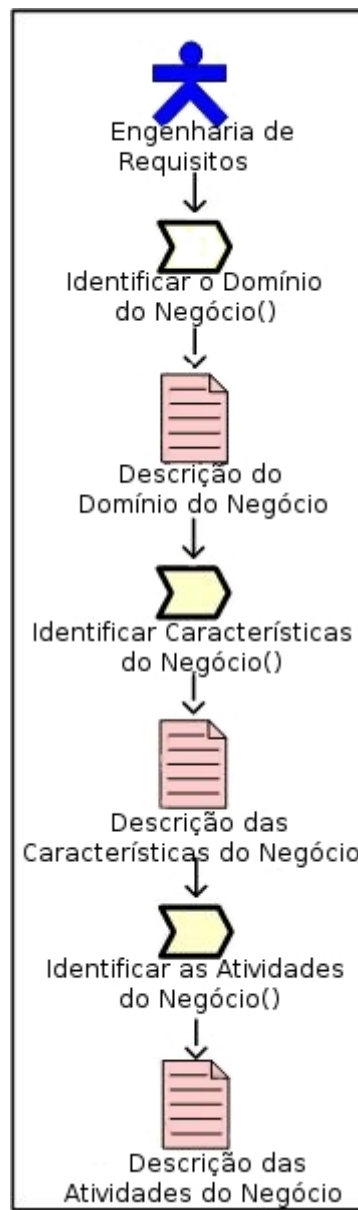 Engenharia de
Requisitos
Identificar o Domínio
do Negócio()
Descrição do
Domínio do Negócio
Identificar Características
do Negócio()
Descrição das
Características do Negócio
Identificar as Atividades
do Negócio()
Descrição das
Atividades do Negócio